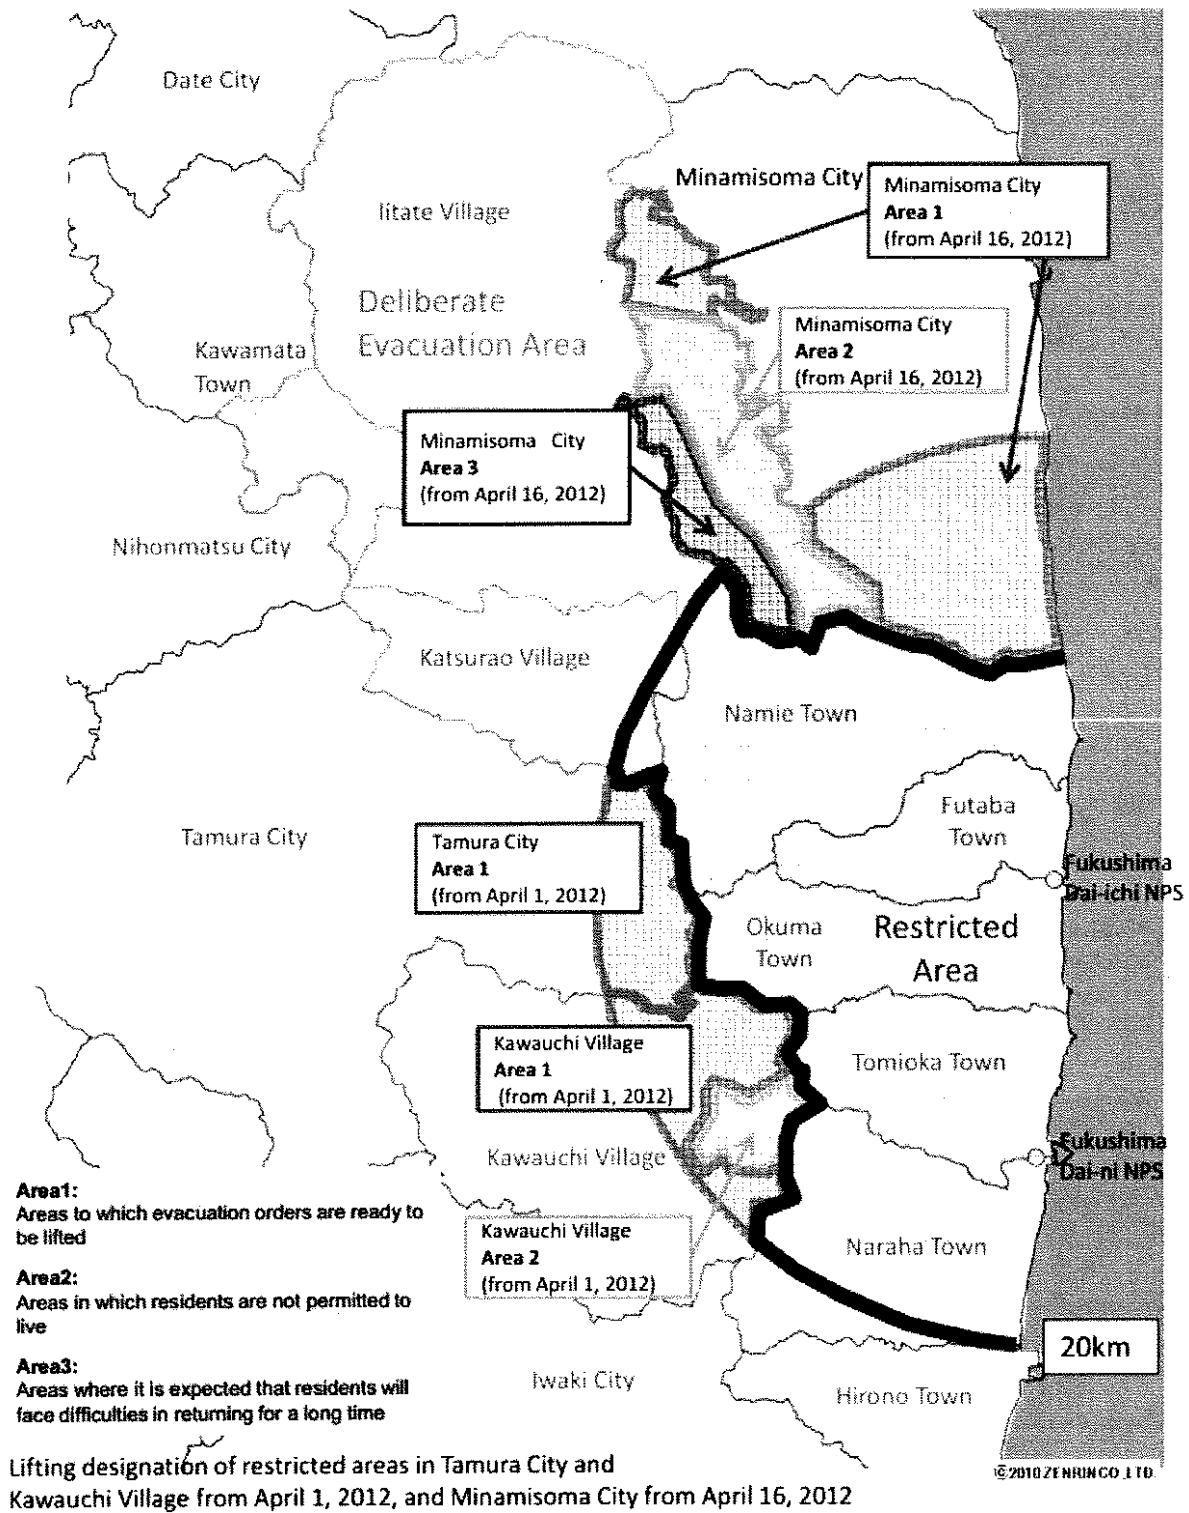 Date City
Minamisoma City
Minamisoma City
Area 1
(from April 16, 2012)
Iitate Village
Deliberate
Evacuation Area
Minamisoma City
Area 2
(from April 16, 2012)
Kawamata
Town
Minamisoma City
Area 3
(from April 16, 2012)
Nihonmatsu City
Katsurao Village
Namie Town
Futaba
Town
Tamura City
Tamura City
Area 1
(from April 1, 2012)
Fukushima
Dai-ichi NPS
Okuma
Town
Restricted
Area
Kawauchi Village
Area 1
(from April 1, 2012)
Tomioka Town
Fukushima
Dai-ni NPS
Kawauchi Village
Area1:
Areas to which evacuation orders are ready to
be lifted
Kawauchi Village
Area 2
(from April 1, 2012)
Naraha Town
Area2:
Areas in which residents are not permitted to
live
20km
Area3:
Areas where it is expected that residents will
face difficulties in returning for a long time
Iwaki City
Hirono Town
Lifting designation of restricted areas in Tamura City and
Kawauchi Village from April 1, 2012, and Minamisoma City from April 16, 2012
©2010 ZENRIN CO.,LTD.